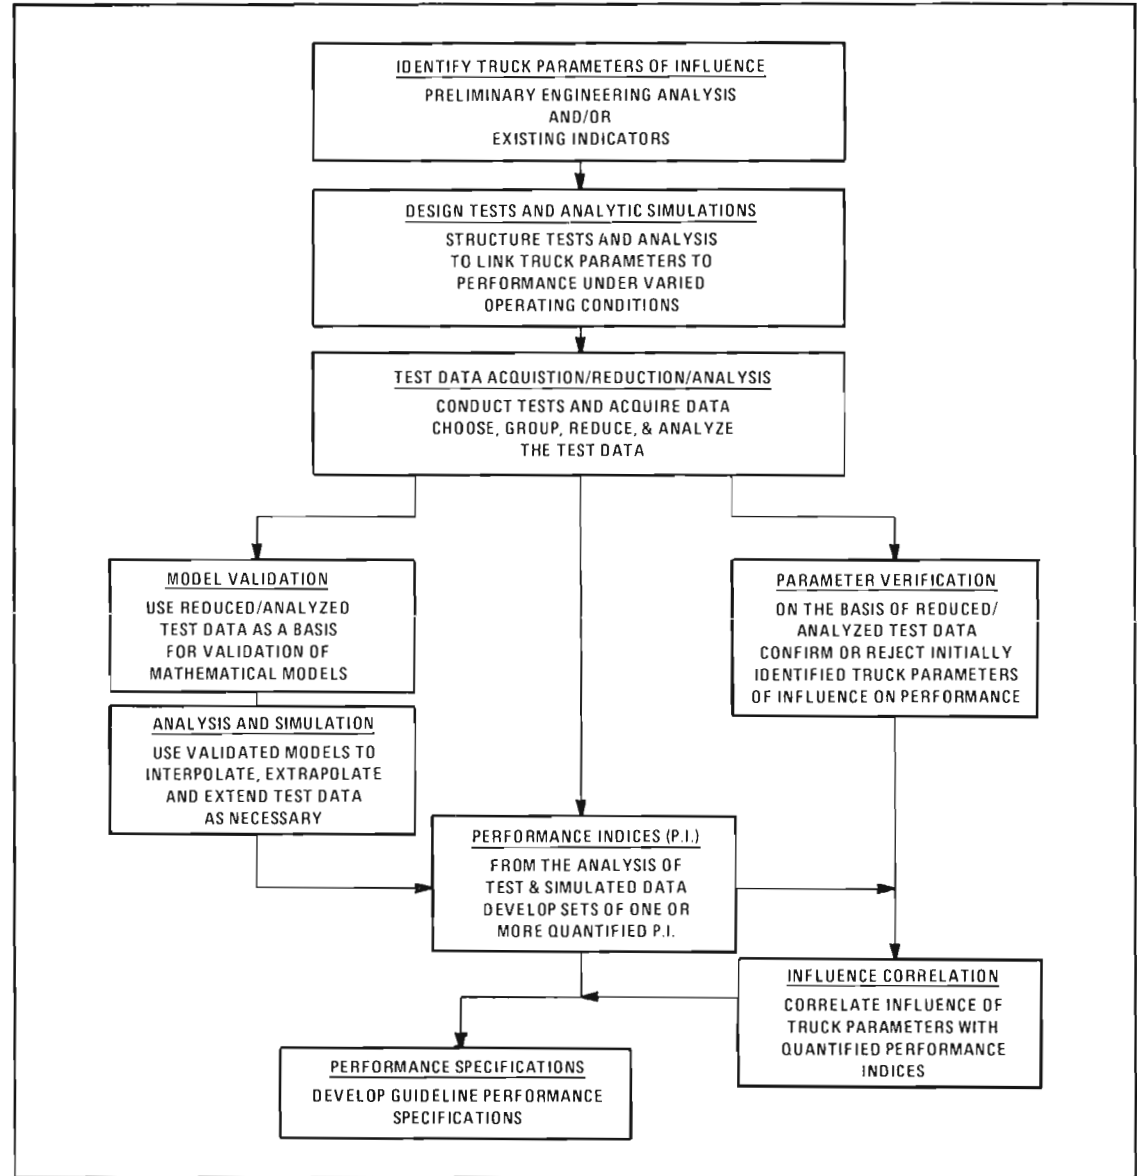 IDENTIFY TRUCK PARAMETERS OF INFLUENCE
PRELIMINARY ENGINEERING ANALYSIS
AND/OR
EXISTING INDICATORS
DESIGN TESTS AND ANALYTIC SIMULATIONS
STRUCTURE TESTS AND ANALYSIS
TO LINK TRUCK PARAMETERS TO
PERFORMANCE UNDER VARIED
OPERATING CONDITIONS
TEST DATA ACQUISTION/REDUCTION/ANALYSIS
CONDUCT TESTS AND ACQUIRE DATA
CHOOSE, GROUP, REDUCE, & ANALYZE
THE TEST DATA
MODEL VALIDATION
USE REDUCED/ANALYZED
TEST DATA AS A BASIS
FOR VALIDATION OF
MATHEMATICAL MODELS
PARAMETER VERIFICATION
ON THE BASIS OF REDUCED/
ANALYZED TEST DATA
CONFIRM OR REJECT INITIALLY
IDENTIFIED TRUCK PARAMETERS
OF INFLUENCE ON PERFORMANCE
ANALYSIS AND SIMULATION
USE VALIDATED MODELS TO
INTERPOLATE, EXTRAPOLATE
AND EXTEND TEST DATA
AS NECESSARY
PERFORMANCE INDICES (P.I.)
FROM THE ANALYSIS OF
TEST & SIMULATED DATA
DEVELOP SETS OF ONE OR
MORE QUANTIFIED P.I.
INFLUENCE CORRELATION
CORRELATE INFLUENCE OF
TRUCK PARAMETERS WITH
QUANTIFIED PERFORMANCE
INDICES
PERFORMANCE SPECIFICATIONS
DEVELOP GUIDELINE PERFORMANCE
SPECIFICATIONS